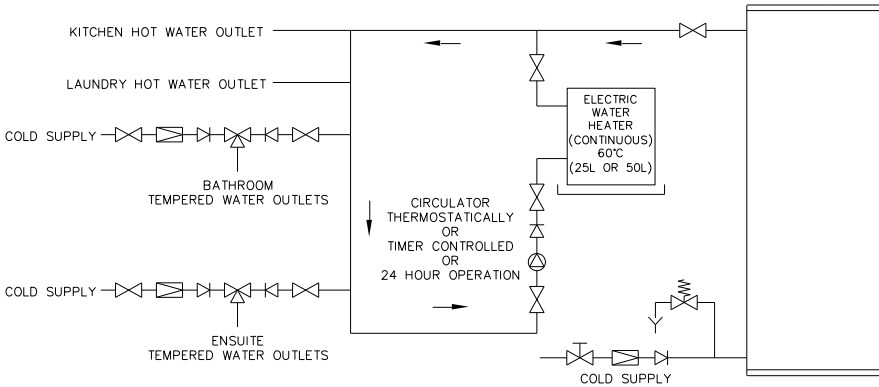 KITCHEN HOT WATER OUTLET
LAUNDRY HOT WATER OUTLET
COLD SUPPLY
BATHROOM
TEMPERED WATER OUTLETS
ELECTRIC
WATER
HEATER
(CONTINUOUS)
60°C
(25L OR 50L)
CIRCULATOR
THERMOSTATICALLY
OR
TIMER CONTROLLED
OR
24 HOUR OPERATION
COLD SUPPLY
ENSUITE
TEMPERED WATER OUTLETS
COLD SUPPLY